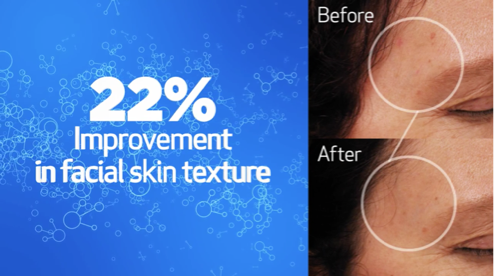 22%
Improvement
in facial skin texture
Before
After